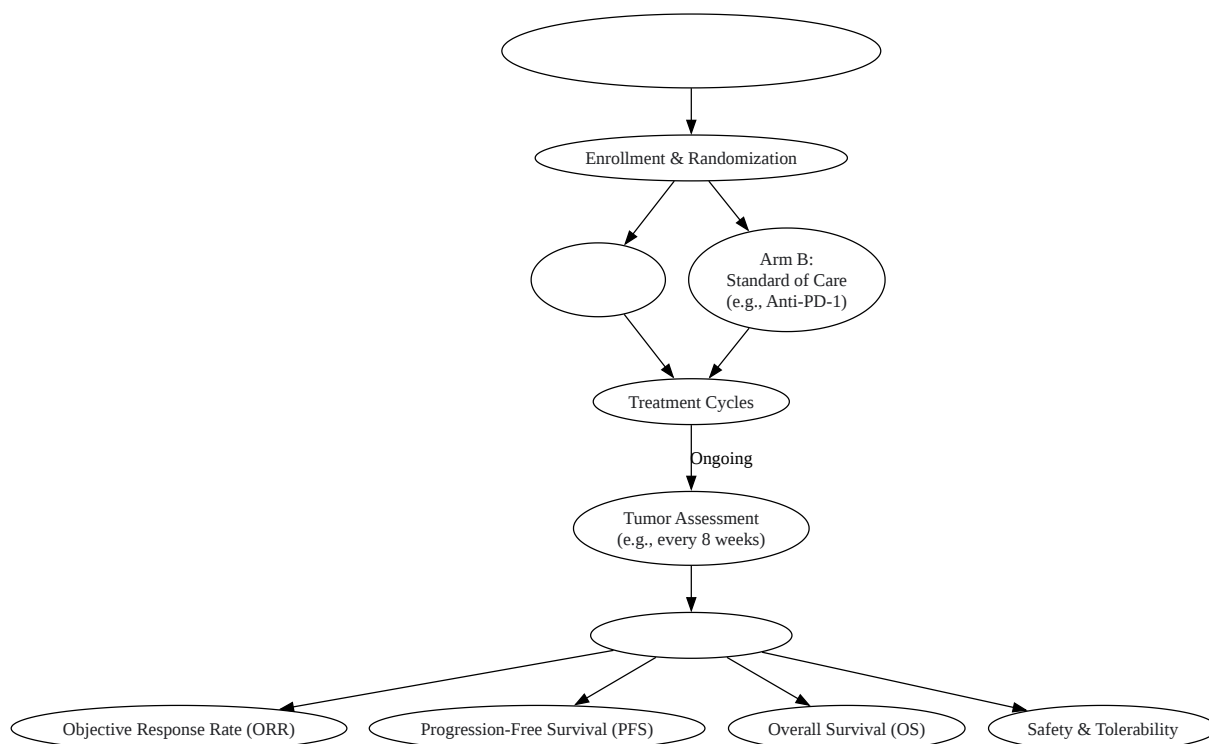 Enrollment & Randomization
Arm B:
Standard of Care
(e.g., Anti-PD-1)
Treatment Cycles
Ongoing
Tumor Assessment
(e.g., every 8 weeks)
Objective Response Rate (ORR)
Progression-Free Survival (PFS)
Overall Survival (OS)
Safety & Tolerability